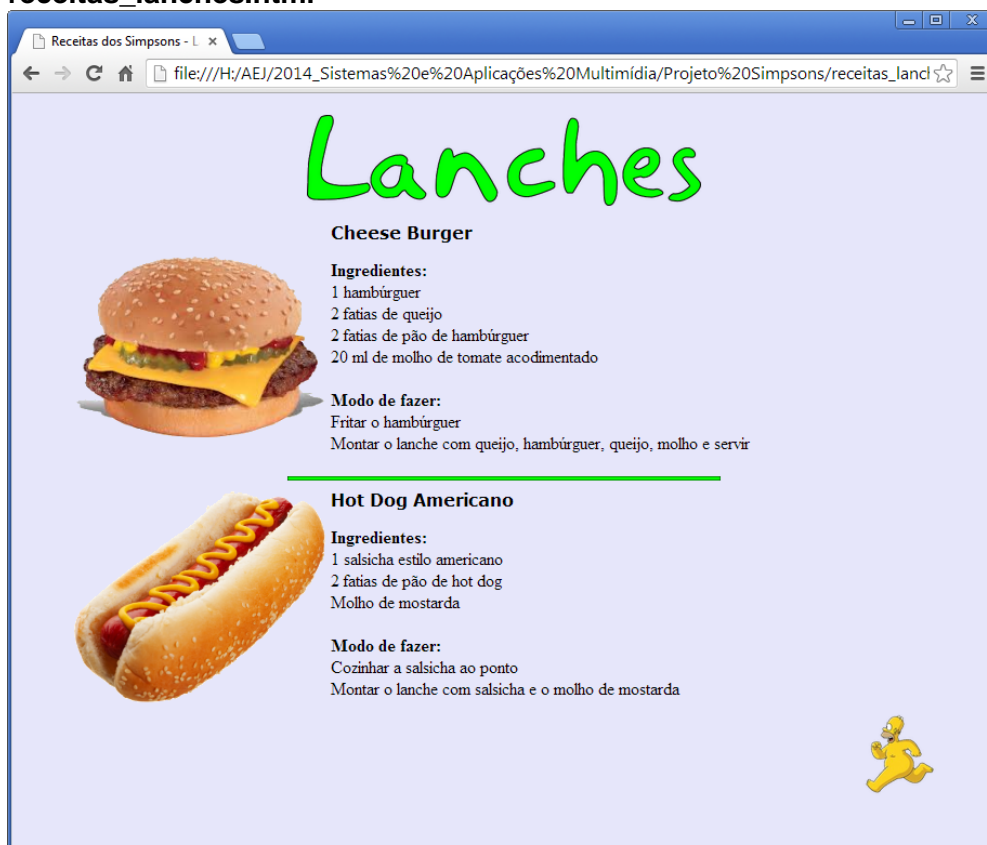 receitas_lanches.html
Receitas dos Simpsons - L
file:///H:/AEJ/2014_Sistemas%20e%20Aplicações%20Multimídia/Projeto%20Simpsons/receitas_lancl
Lanches
Cheese Burger
Ingredientes:
1 hambúrguer
2 fatias de queijo
2 fatias de pão de hambúrguer
20 ml de molho de tomate acodimentado
Modo de fazer:
Fritar o hambúrguer
Montar o lanche com queijo, hambúrguer, queijo, molho e servir
Hot Dog Americano
Ingredientes:
1 salsicha estilo americano
2 fatias de pão de hot dog
Molho de mostarda
Modo de fazer:
Cozinhar a salsicha ao ponto
Montar o lanche com salsicha e o molho de mostarda